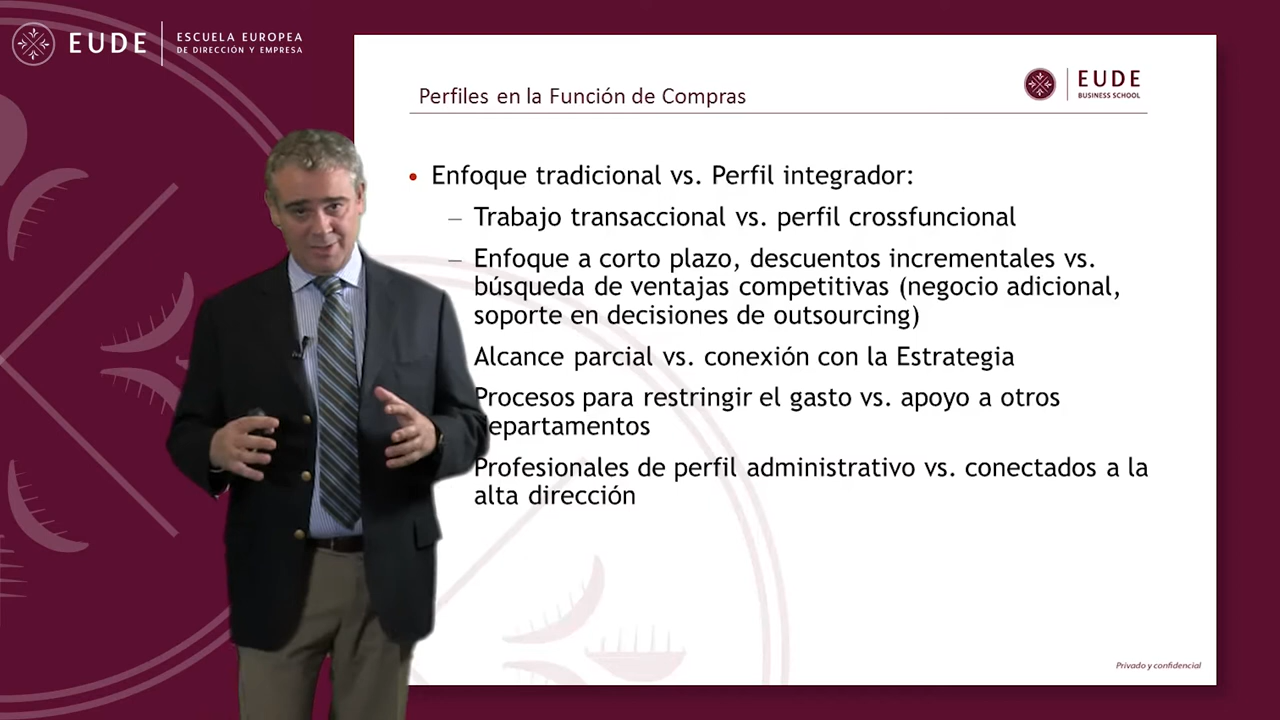 EUDE
ESCUELA EUROPEA
DE DIRECCIÓN Y EMPRESA
Perfiles en la Función de Compras
EUDE
BUSINESS SCHOOL
• Enfoque tradicional vs. Perfil integrador:
– Trabajo transaccional vs. perfil crossfuncional
– Enfoque a corto plazo, descuentos incrementales vs.
búsqueda de ventajas competitivas (negocio adicional,
soporte en decisiones de outsourcing)
Alcance parcial vs. conexión con la Estrategia
Procesos para restringir el gasto vs. apoyo a otros
epartamentos
Profesionales de perfil administrativo vs. conectados a la
alta dirección
Privado y confidencial